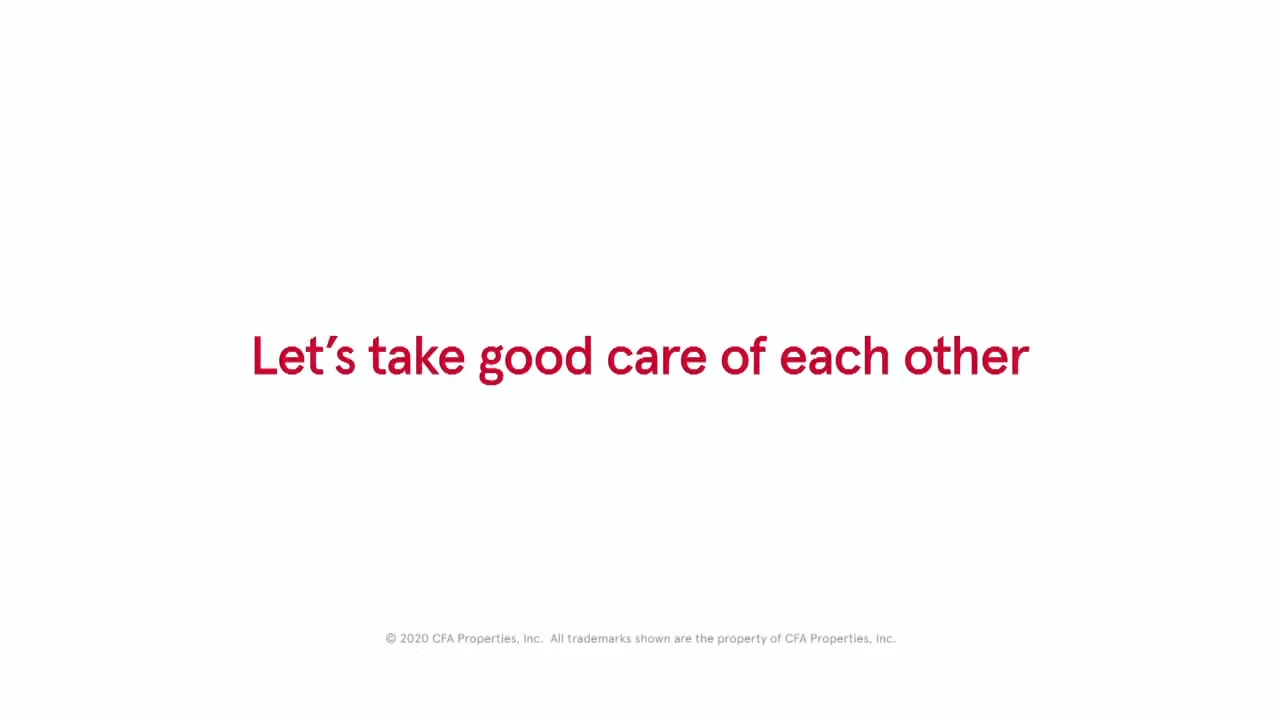 Let’s take good care of each other
© 2020 CFA Properties, Inc. All trademarks shown are the property of CFA Properties, Inc.